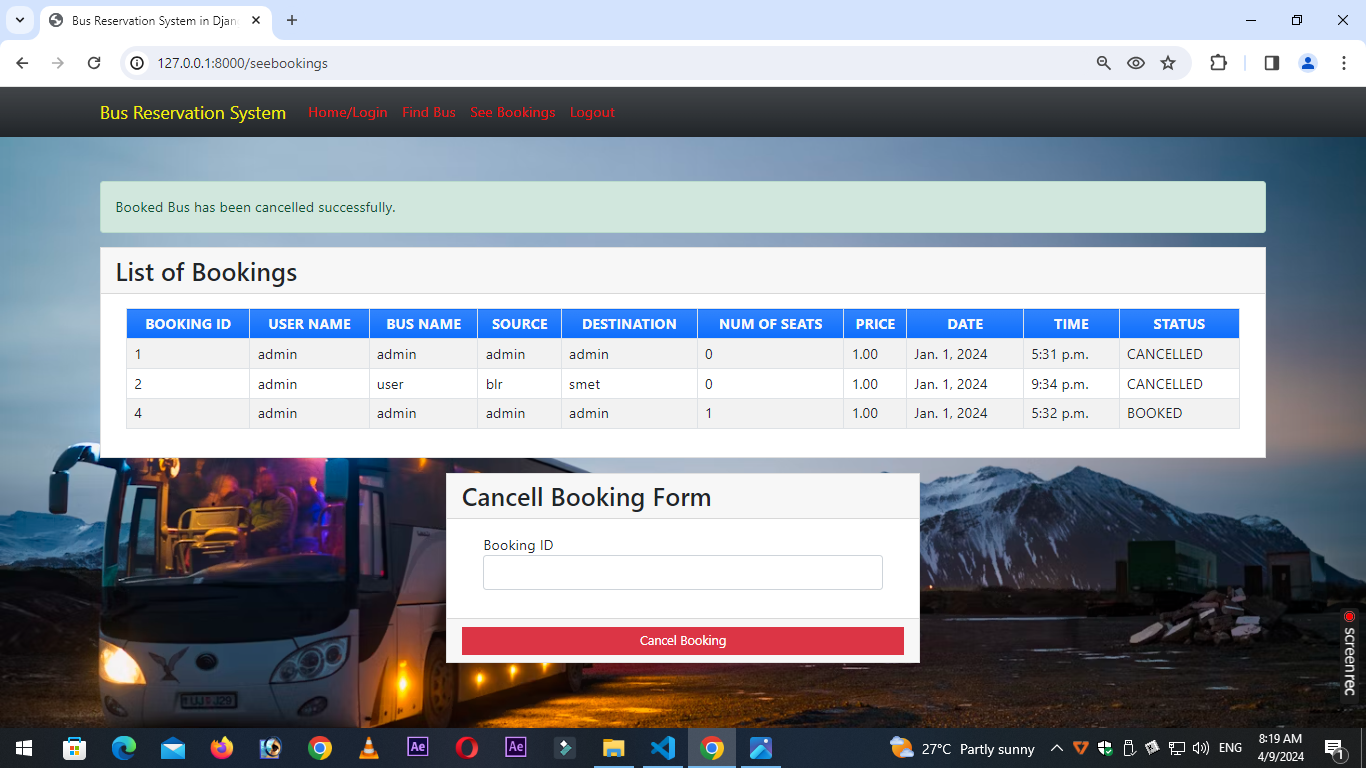 Bus Reservation System in Djan
127.0.0.1:8000/seebookings
Bus Reservation System Home/Login Find Bus See Bookings Logout
Booked Bus has been cancelled successfully.
List of Bookings
BOOKING ID USER NAME BUS NAME SOURCE DESTINATION NUM OF SEATS PRICE DATE TIME STATUS
1 admin admin admin admin 0 1.00 Jan. 1, 2024 5:31 p.m. CANCELLED
2 admin user blr smet 0 1.00 Jan. 1, 2024 9:34 p.m. CANCELLED
4 admin admin admin admin 1 1.00 Jan. 1, 2024 5:32 p.m. BOOKED
Cancell Booking Form
Booking ID
Cancel Booking
screenrec
Ae Ae 27°C Partly sunny ENG 8:19 AM
4/9/2024
1